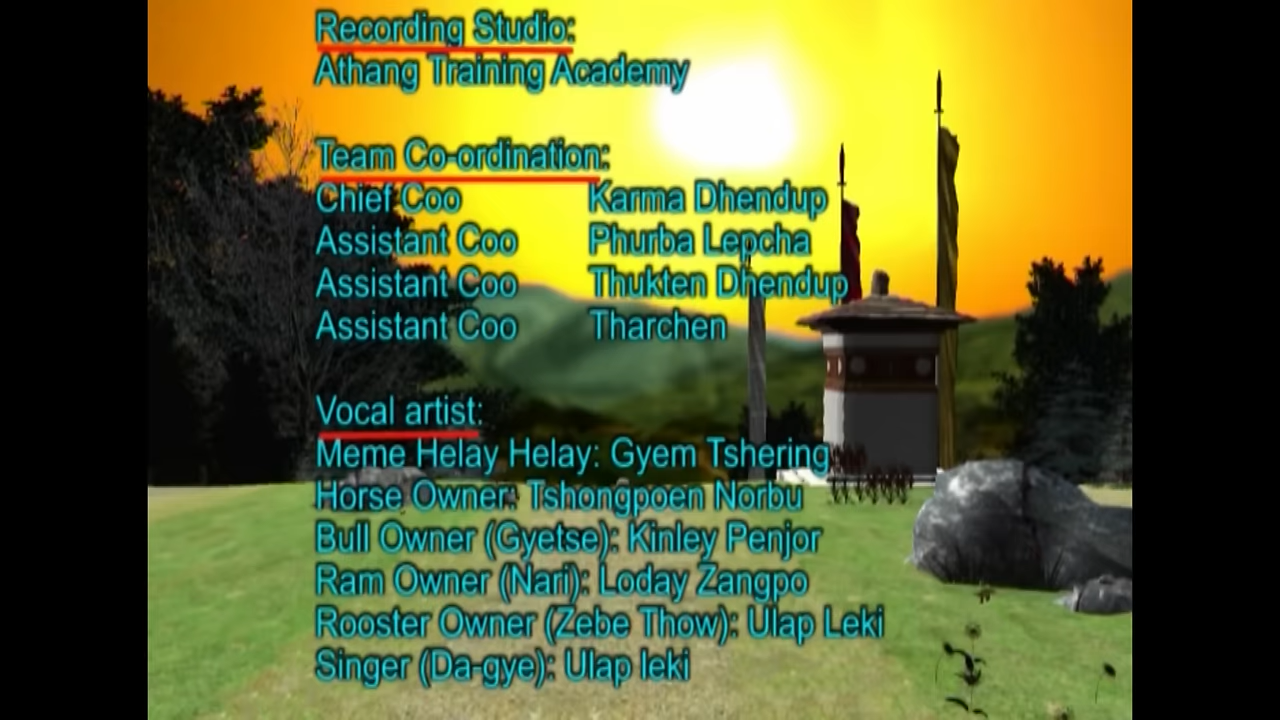 Recording Studio:
Athang Training Academy
Team Co-ordination:
Chief Coo Karma Dhendup
Assistant Coo Phurba Lepcha
Assistant Coo Thukten Dhendup
Assistant Coo Tharchen
Vocal artist:
Meme Helay Helay: Gyem Tshering
Horse Owner: Tshongpoen Norbu
Bull Owner (Gyetse): Kinley Penjor
Ram Owner (Nari): Loday Zangpo
Rooster Owner (Zebe Thow): Ulap Leki
Singer (Da-gye): Ulap leki